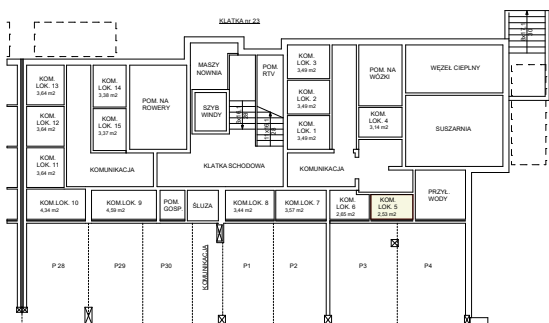 KLATKA nr 23
KOM.
LOK. 13
3,64 m2
KOM.
LOK. 14
3,38 m2
POM. NA
ROWERY
MASZY
NOWNIA
POM.
RTV
KOM.
LOK. 3
3,49 m2
POM. NA
WÓZKI
WĘZEŁ CIEPLNY
KOM.
LOK. 12
3,64 m2
KOM.
LOK. 15
3,37 m2
SZYB
WINDY
KOM.
LOK. 2
3,49 m2
KOM.
LOK. 4
3,14 m2
SUSZARNIA
KOM.
LOK. 1
3,49 m2
KOM.
LOK. 11
3,64 m2
KOMUNIKACJA
KLATKA SCHODOWA
KOMUNIKACJA
KOM.LOK. 10
4,34 m2
KOM.LOK. 9
4,59 m2
POM.
GOSP.
ŚLUZA
KOM.LOK. 8
3,44 m2
KOM.LOK. 7
3,57 m2
KOM.
LOK. 6
2,65 m2
KOM.
LOK. 5
2,53 m2
PRZYŁ.
WODY
P 28
P29
P30
KOMUNIKACJA
P1
P2
P3
P4